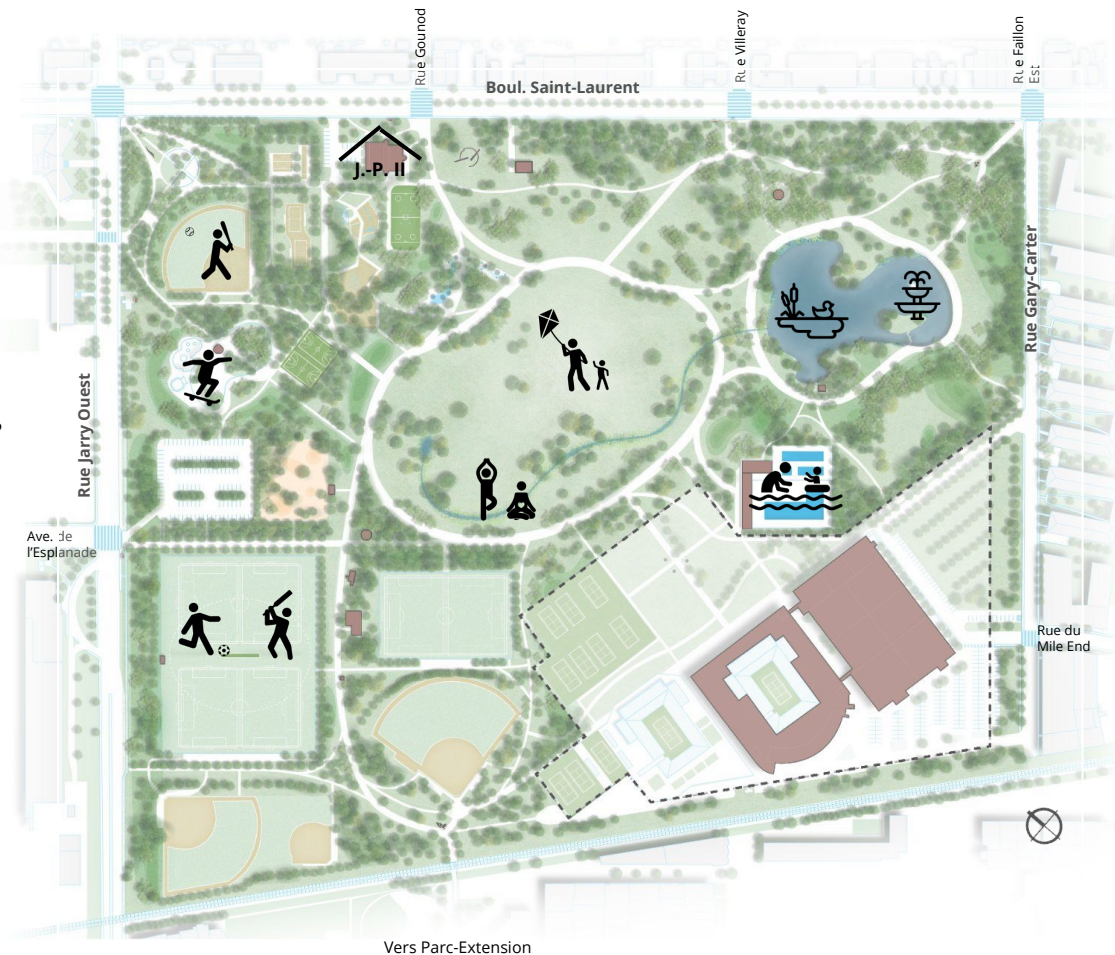 Rue Gounod
Rue Villeray
Rue Faillon
Est
Boul. Saint-Laurent
J.-P. II
Rue Gary-Carter
Rue Jarry Ouest
Ave. de
l'Esplanade
Rue du
Mile End
Vers Parc-Extension